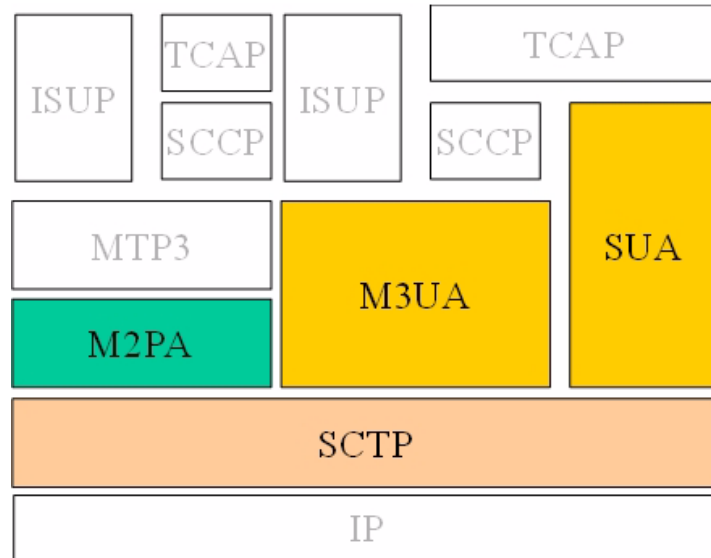 TCAP
TCAP
ISUP
ISUP
SCCP
SCCP
MTP3
SUA
M3UA
M2PA
SCTP
IP